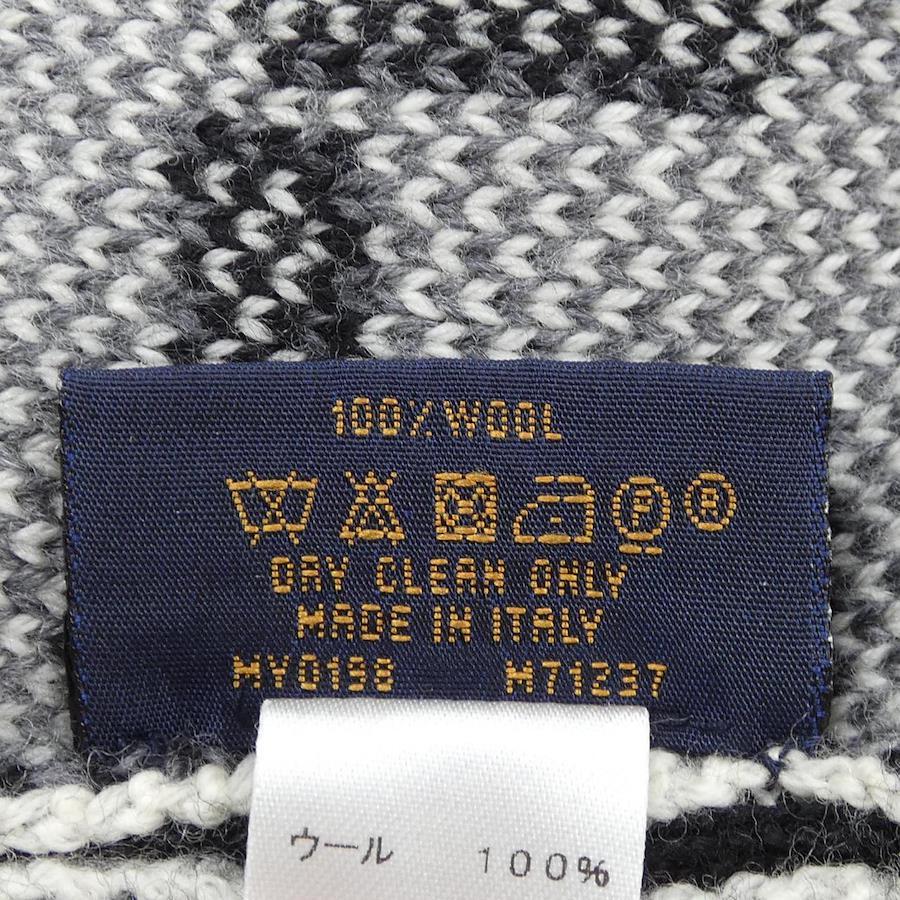 100% WOOL
P R
DRY CLEAN ONLY
MADE IN ITALY
MY0198 M71237
ウール 100%